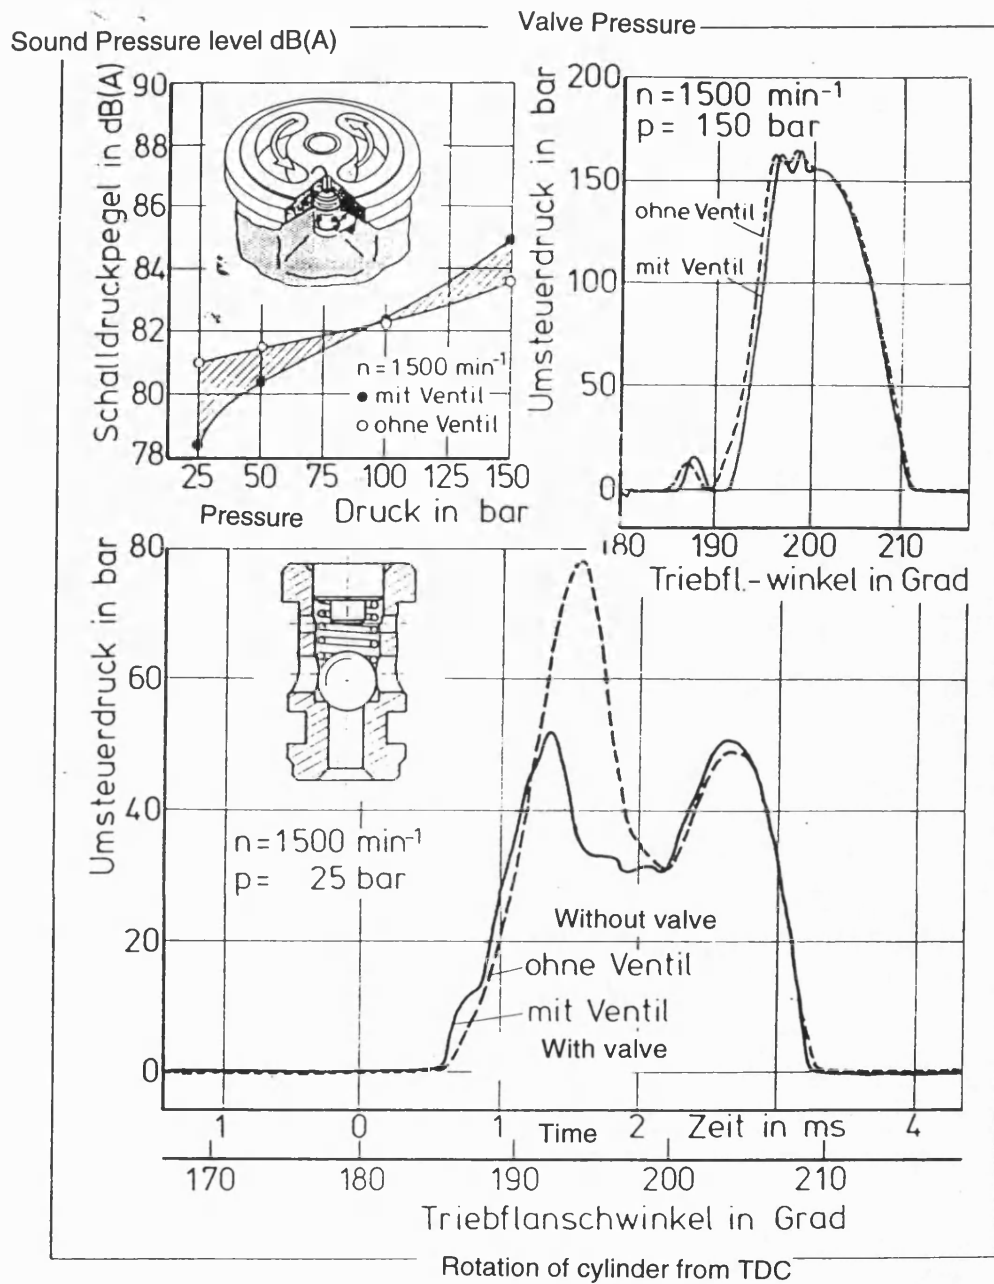 Valve Pressure
Sound Pressure level dB(A)
Schalldruckpegel in dB(A)
90
88
86
84
82
80
78
n=1500 min⁻¹
● mit Ventil
○ ohne Ventil
25 50 75 100 125 150
Pressure Druck in bar
Umsteuerdruck in bar
200
150
100
50
0
n=1500 min⁻¹
p= 150 bar
ohne Ventil
mit Ventil
180 190 200 210
Triebfl.-winkel in Grad
Umsteuerdruck in bar
80
60
40
20
0
n=1500 min⁻¹
p= 25 bar
Without valve
ohne Ventil
mit Ventil
With valve
1 0 1 Time 2 Zeit in ms 4
170 180 190 200 210
Triebflanschwinkel in Grad
Rotation of cylinder from TDC